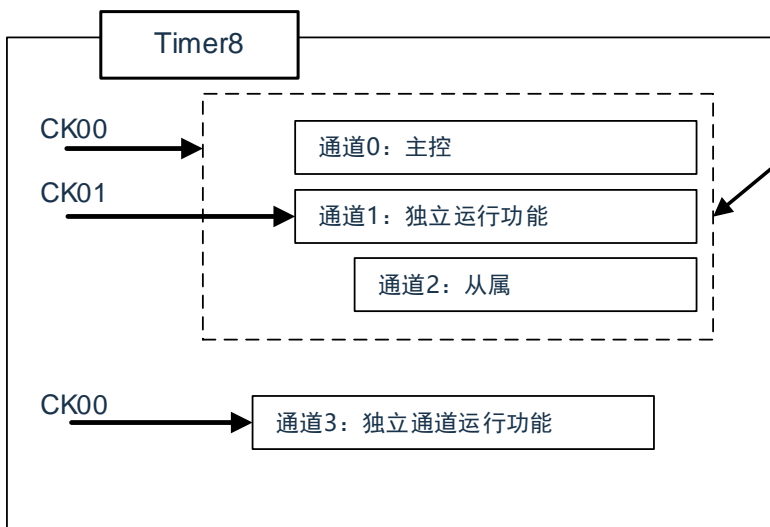 Timer8
CK00
通道0：主控
CK01
通道1：独立运行功能
通道2：从属
CK00
通道3：独立通道运行功能